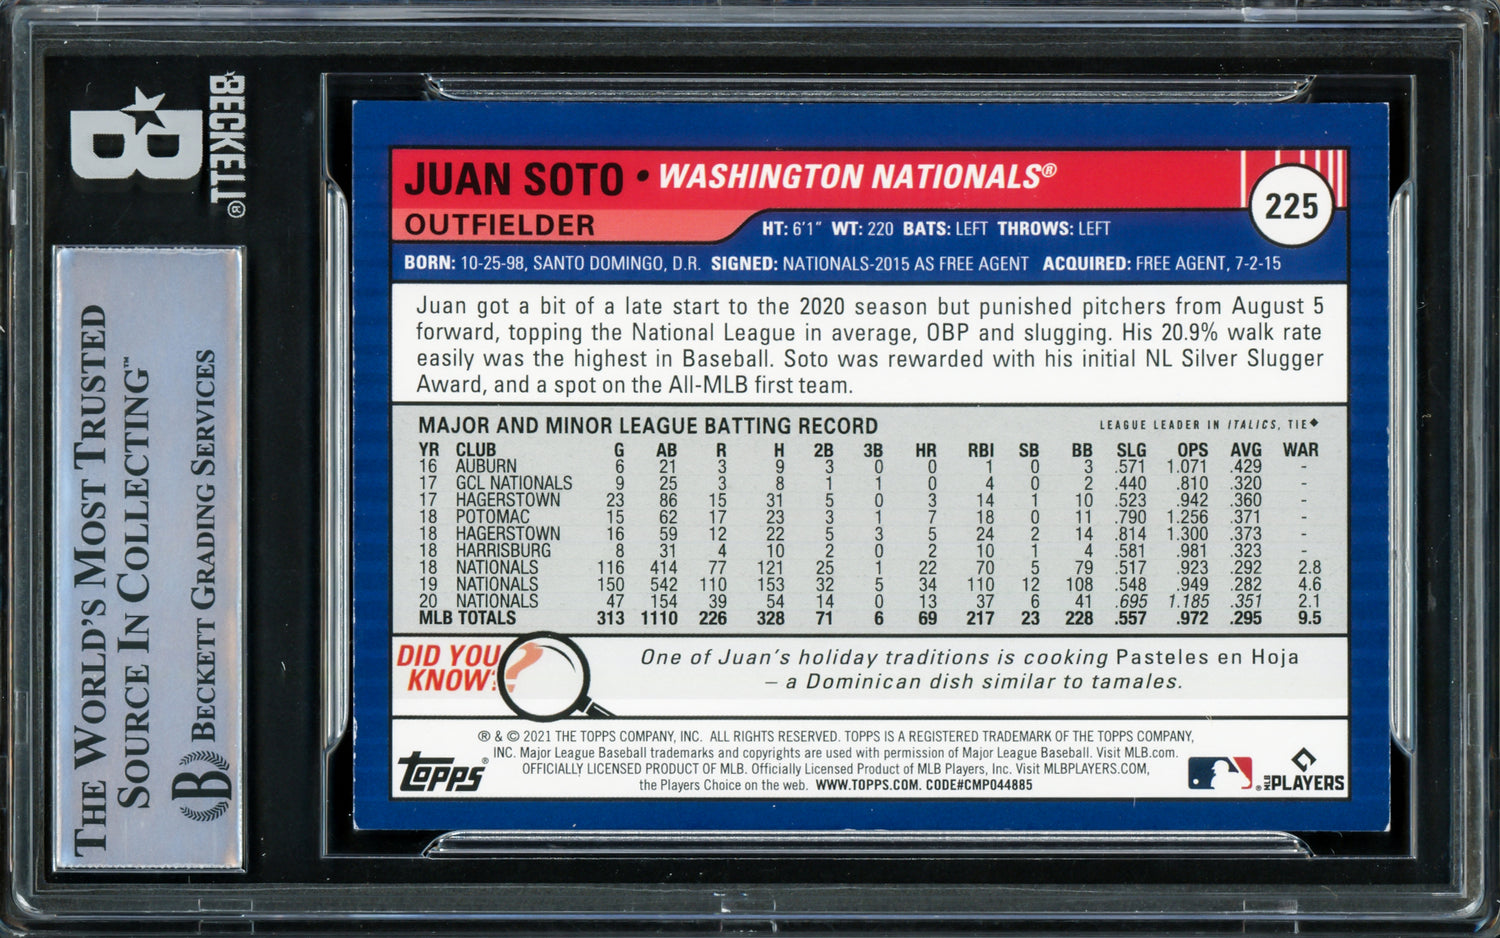 BECKETT®
THE WORLD'S MOST TRUSTED
SOURCE IN COLLECTING™
B BECKETT GRADING SERVICES
JUAN SOTO • WASHINGTON NATIONALS®
225
OUTFIELDER
HT: 6'1" WT: 220 BATS: LEFT THROWS: LEFT
BORN: 10-25-98, SANTO DOMINGO, D.R. SIGNED: NATIONALS-2015 AS FREE AGENT ACQUIRED: FREE AGENT, 7-2-15
Juan got a bit of a late start to the 2020 season but punished pitchers from August 5
forward, topping the National League in average, OBP and slugging. His 20.9% walk rate
easily was the highest in Baseball. Soto was rewarded with his initial NL Silver Slugger
Award, and a spot on the All-MLB first team.
MAJOR AND MINOR LEAGUE BATTING RECORD LEAGUE LEADER IN ITALICS, TIE◆
YR CLUB G AB R H 2B 3B HR RBI SB BB SLG OPS AVG WAR
16 AUBURN 6 21 3 9 3 0 0 1 0 3 .571 1.071 .429 -
17 GCL NATIONALS 9 25 3 8 1 1 0 4 0 2 .440 .810 .320 -
17 HAGERSTOWN 23 86 15 31 5 0 3 14 1 10 .523 .942 .360 -
18 POTOMAC 15 62 17 23 3 1 7 18 0 11 .790 1.256 .371 -
18 HAGERSTOWN 16 59 12 22 5 3 5 24 2 14 .814 1.300 .373 -
18 HARRISBURG 8 31 4 10 2 0 2 10 1 4 .581 .981 .323 -
18 NATIONALS 116 414 77 121 25 1 22 70 5 79 .517 .923 .292 2.8
19 NATIONALS 150 542 110 153 32 5 34 110 12 108 .548 .949 .282 4.6
20 NATIONALS 47 154 39 54 14 0 13 37 6 41 .695 1.185 .351 2.1
MLB TOTALS 313 1110 226 328 71 6 69 217 23 228 .557 .972 .295 9.5
DID YOU
KNOW?
One of Juan's holiday traditions is cooking Pasteles en Hoja
– a Dominican dish similar to tamales.
® & © 2021 THE TOPPS COMPANY, INC. ALL RIGHTS RESERVED. TOPPS IS A REGISTERED TRADEMARK OF THE TOPPS COMPANY,
INC. Major League Baseball trademarks and copyrights are used with permission of Major League Baseball. Visit MLB.com.
OFFICIALLY LICENSED PRODUCT OF MLB. Officially Licensed Product of MLB Players, Inc. Visit MLBPLAYERS.COM,
the Players Choice on the web. WWW.TOPPS.COM. CODE#CMP044885
Topps®
MLB PLAYERS